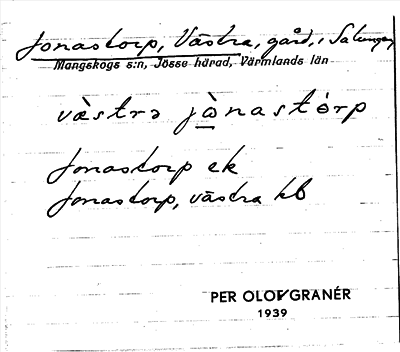 Jonastorp, Västra, gård, i Salungen
Mangskogs s:n, Jösse härad, Värmlands län
västrə jònastórp
Jonastorp ek
Jonastorp, västra kb
PER OLOF GRANÉR
1939